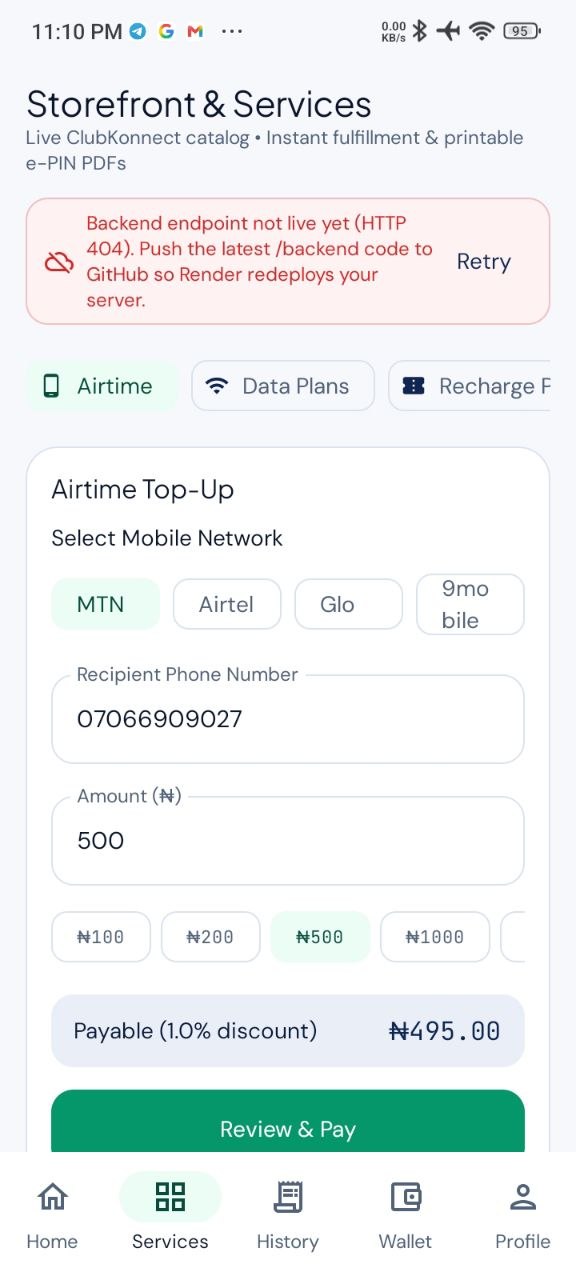 11:10 PM
0.00 KB/s
95
Storefront & Services
Live ClubKonnect catalog • Instant fulfillment & printable
e-PIN PDFs
Backend endpoint not live yet (HTTP
404). Push the latest /backend code to
GitHub so Render redeploys your
server.
Retry
Airtime
Data Plans
Recharge P
Airtime Top-Up
Select Mobile Network
MTN
Airtel
Glo
9mo
bile
Recipient Phone Number
07066909027
Amount (₦)
500
₦100
₦200
₦500
₦1000
Payable (1.0% discount)
₦495.00
Review & Pay
Home
Services
History
Wallet
Profile